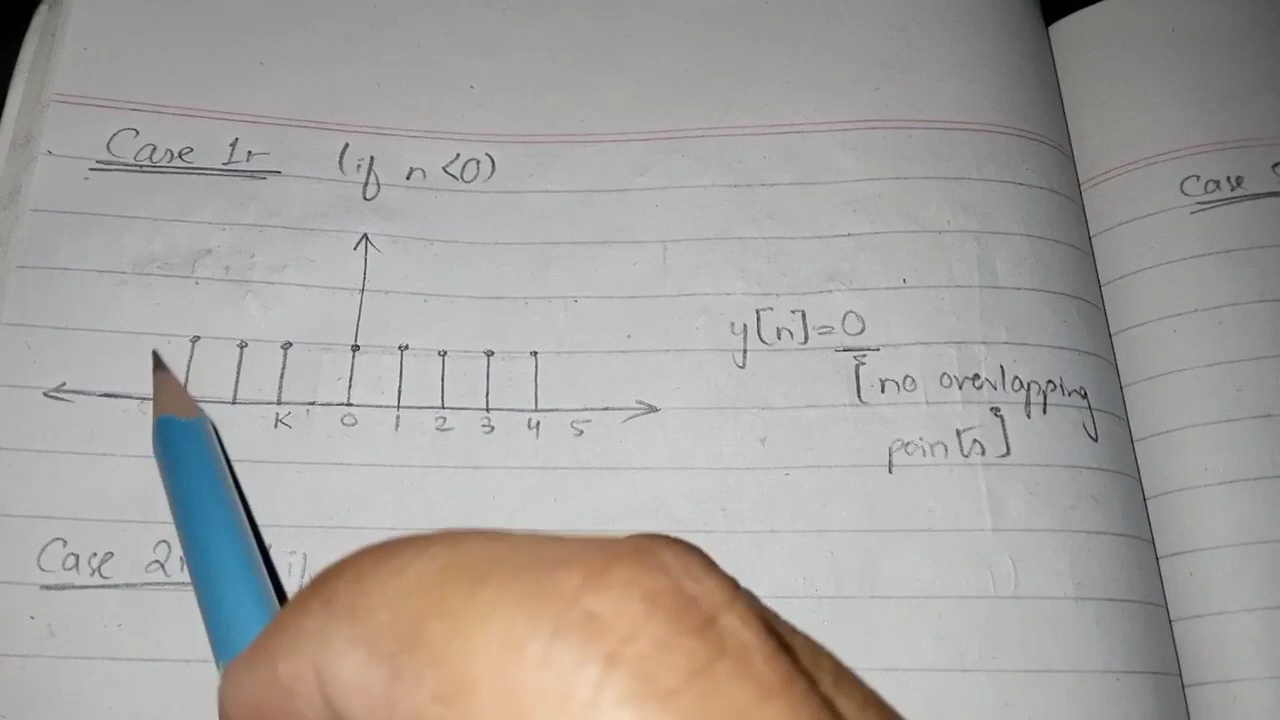 Case 1:- (if n<0)
y[n]=0
[no overlapping
points]
K 0 1 2 3 4 5
Case 2:-
Case